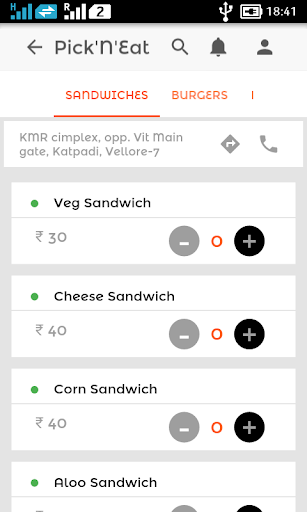 H R 2 18:41
Pick'N'Eat
SANDWICHES BURGERS
KMR cimplex, opp. Vit Main
gate, Katpadi, Vellore-7
Veg Sandwich
₹ 30
- 0 +
Cheese Sandwich
₹ 40
- 0 +
Corn Sandwich
₹ 40
- 0 +
Aloo Sandwich